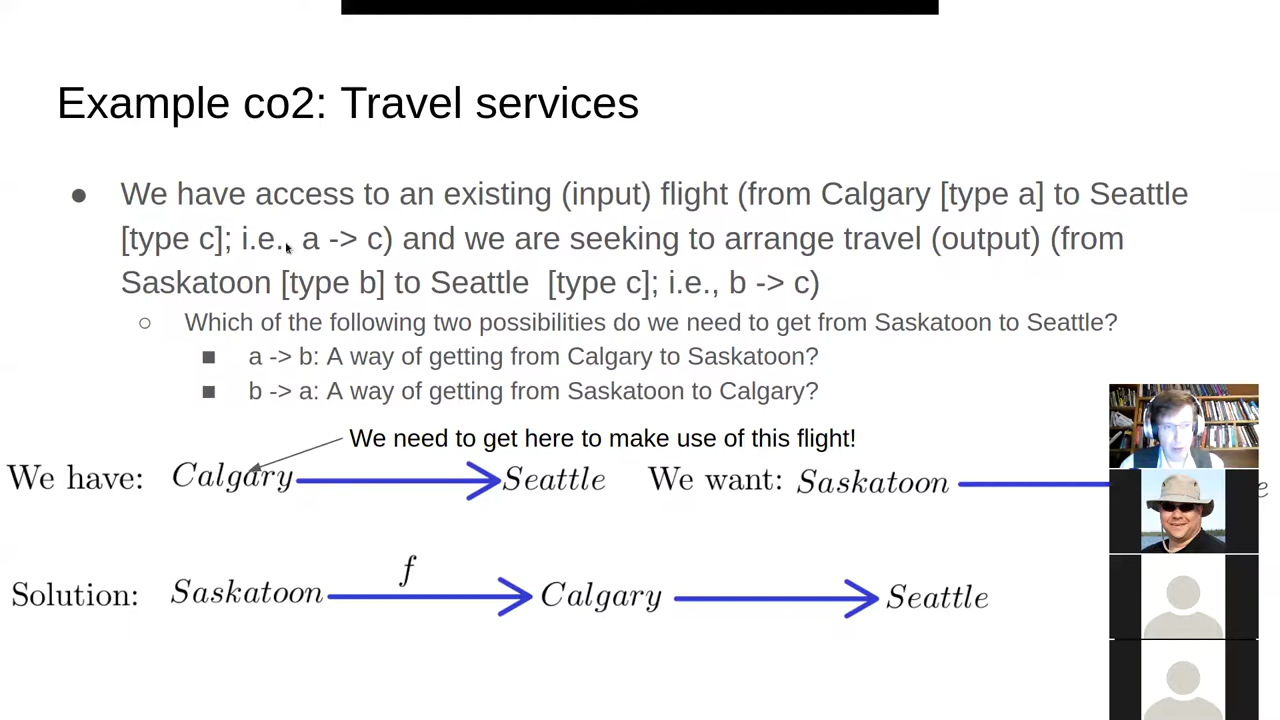 Example co2: Travel services
● We have access to an existing (input) flight (from Calgary [type a] to Seattle
[type c]; i.e., a -> c) and we are seeking to arrange travel (output) (from
Saskatoon [type b] to Seattle [type c]; i.e., b -> c)
○ Which of the following two possibilities do we need to get from Saskatoon to Seattle?
■ a -> b: A way of getting from Calgary to Saskatoon?
■ b -> a: A way of getting from Saskatoon to Calgary?
We need to get here to make use of this flight!
We have: Calgary Seattle We want: Saskatoon
f
Solution: Saskatoon Calgary Seattle